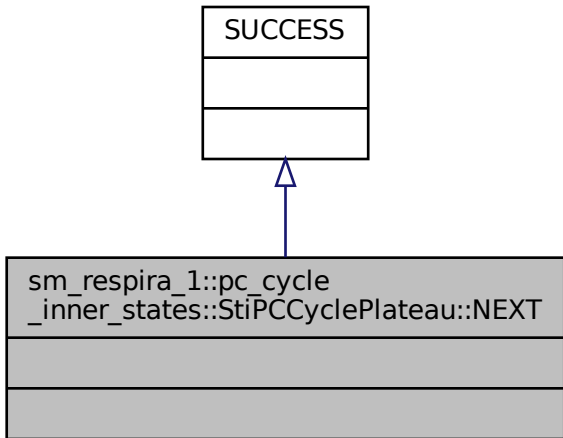 SUCCESS
sm_respira_1::pc_cycle
_inner_states::StiPCCyclePlateau::NEXT